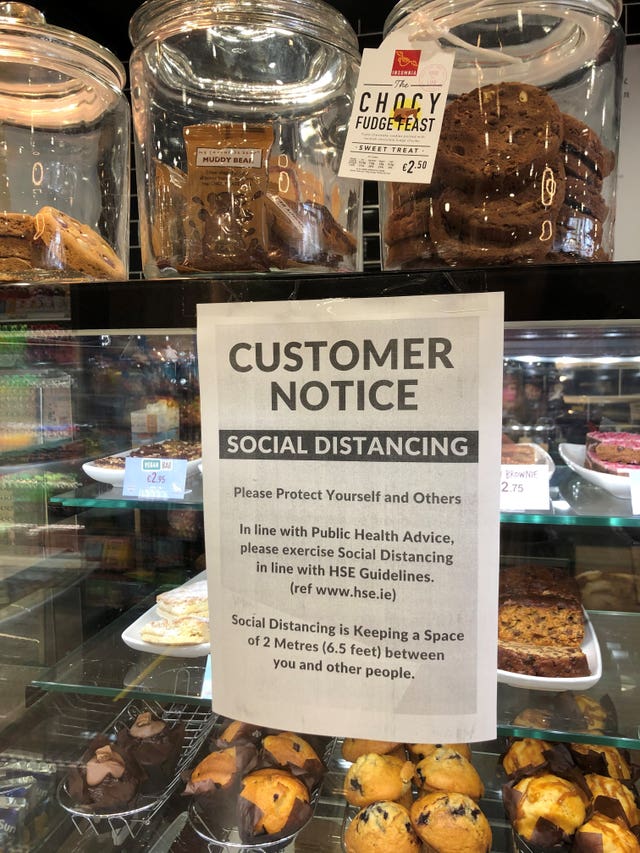 INSOMNIA
The
CHOCY
FUDGE FEAST
SWEET TREAT
€2.50
MUDDY BEAR
CUSTOMER
NOTICE
SOCIAL DISTANCING
Please Protect Yourself and Others
In line with Public Health Advice,
please exercise Social Distancing
in line with HSE Guidelines.
(ref www.hse.ie)
Social Distancing is Keeping a Space
of 2 Metres (6.5 feet) between
you and other people.
€2.95
BROWNIE
2.75